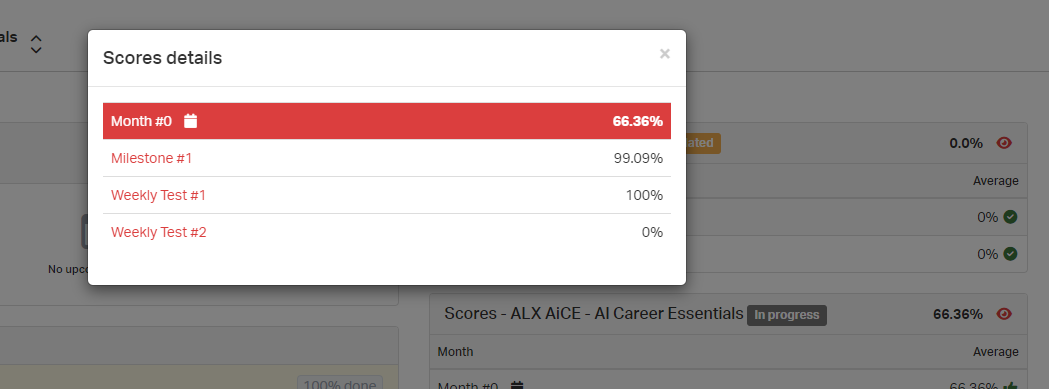 als
Scores details
×
Month #0 66.36%
Milestone #1 99.09%
Weekly Test #1 100%
Weekly Test #2 0%
ated 0.0%
Average
0%
0%
No upco
Scores - ALX AiCE - AI Career Essentials In progress 66.36%
Month Average
Month #0 66.36%
100% done